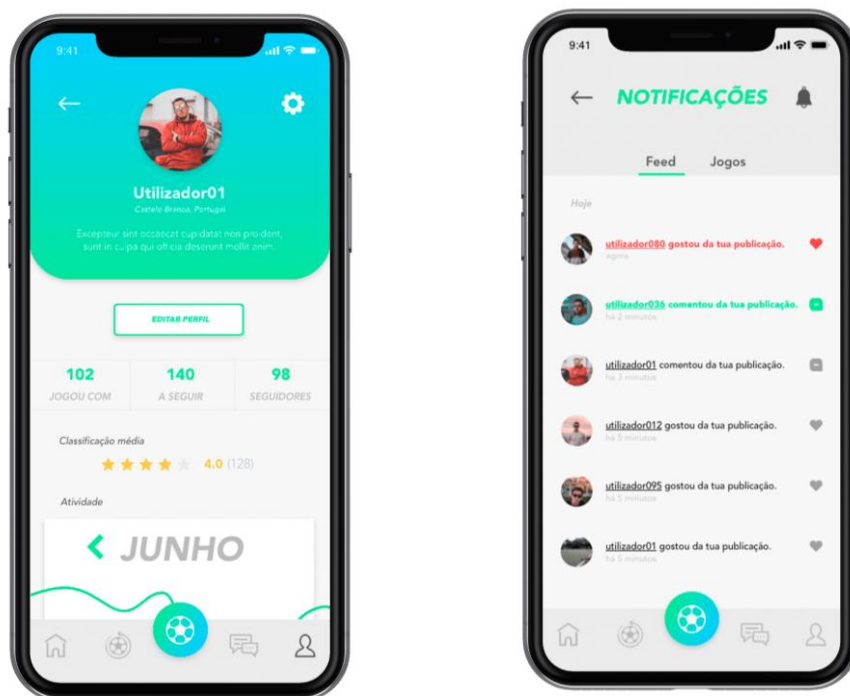 9:41
Utilizador01
Castelo-Branco, Portugal
Excepteur sint occaecat cupidatat non proident,
sunt in culpa qui officia deserunt mollit anim.
EDITAR PERFIL
102 140 98
JOGOU COM A SEGUIR SEGUIDORES
Classificação média
4.0 (128)
Atividade
JUNHO
9:41
NOTIFICAÇÕES
Feed Jogos
Hoje
utilizador080 gostou da tua publicação.
agora
utilizador036 comentou da tua publicação.
há 2 minutos
utilizador01 comentou da tua publicação.
há 3 minutos
utilizador012 gostou da tua publicação.
há 5 minutos
utilizador095 gostou da tua publicação.
há 5 minutos
utilizador01 gostou da tua publicação.
há 5 minutos